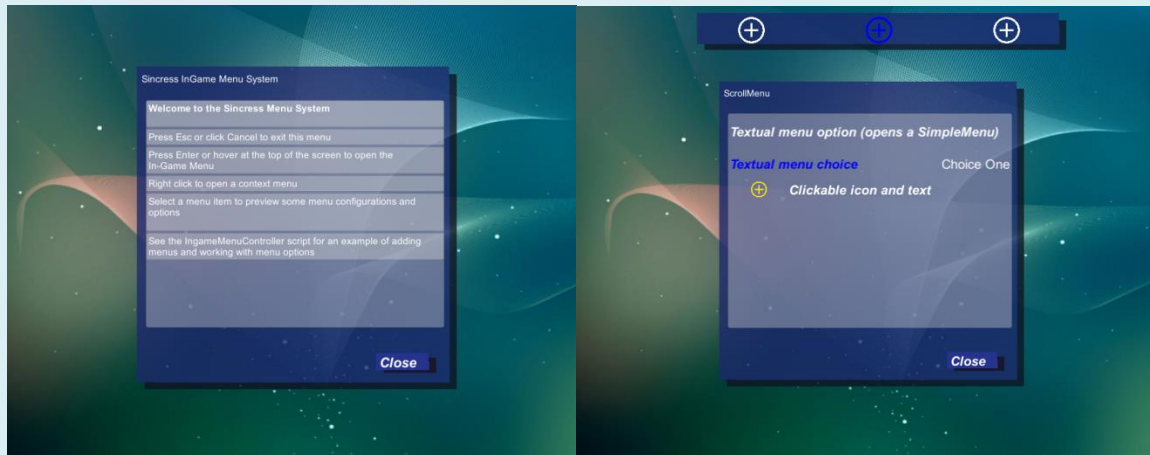 Sincress InGame Menu System
Welcome to the Sincress Menu System
Press Esc or click Cancel to exit this menu
Press Enter or hover at the top of the screen to open the
In-Game Menu
Right click to open a context menu
Select a menu item to preview some menu configurations and
options
See the IngameMenuController script for an example of adding
menus and working with menu options
Close
ScrollMenu
Textual menu option (opens a SimpleMenu)
Textual menu choice Choice One
Clickable icon and text
Close